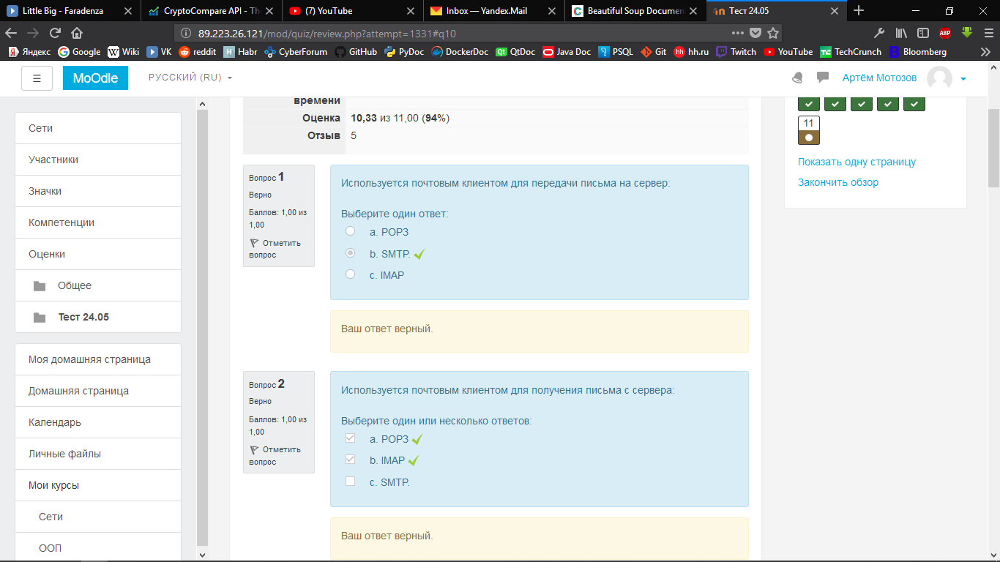 Little Big - Faradenza
CryptoCompare API - Th
(7) YouTube
Inbox — Yandex.Mail
Beautiful Soup Documen
Тест 24.05
89.223.26.121/mod/quiz/review.php?attempt=1331#q10
ABP
Яндекс Google Wiki VK reddit Habr CyberForum GitHub PyDoc DockerDoc QtDoc Java Doc PSQL Git hh.ru Twitch YouTube TechCrunch Bloomberg
MoOdle
РУССКИЙ (RU)
Артём Мотозов
Сети
Участники
Значки
Компетенции
Оценки
Общее
Тест 24.05
Моя домашняя страница
Домашняя страница
Календарь
Личные файлы
Мои курсы
Сети
ООП
времени
Оценка 10,33 из 11,00 (94%)
Отзыв 5
Вопрос 1
Верно
Баллов: 1,00 из
1,00
Отметить
вопрос
Используется почтовым клиентом для передачи письма на сервер:
Выберите один ответ:
a. POP3
b. SMTP.
c. IMAP
Ваш ответ верный.
Вопрос 2
Верно
Баллов: 1,00 из
1,00
Отметить
вопрос
Используется почтовым клиентом для получения письма с сервера:
Выберите один или несколько ответов:
a. POP3
b. IMAP
c. SMTP.
Ваш ответ верный.
11
Показать одну страницу
Закончить обзор